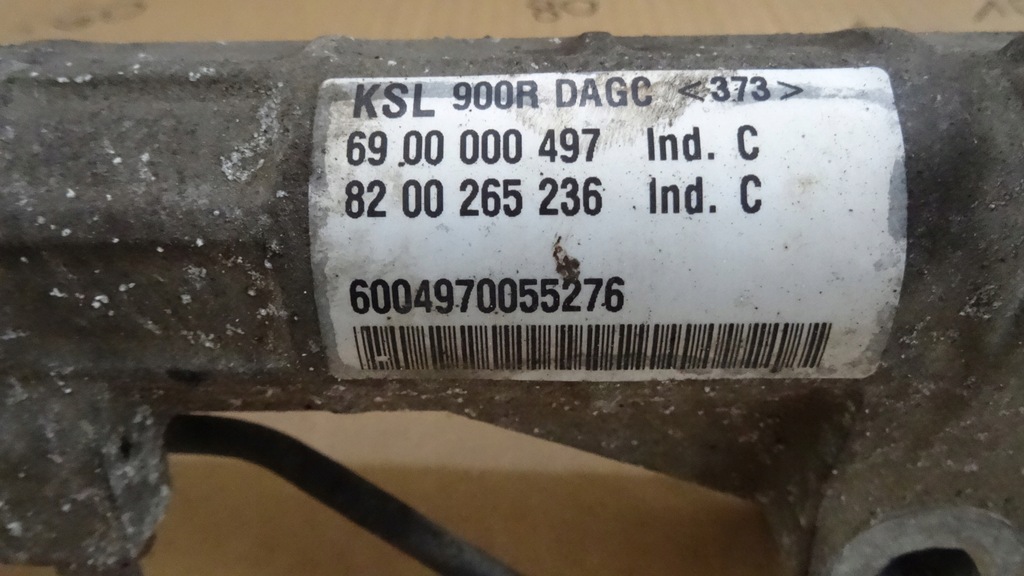 KSL 900R DAGC <373>
69 00 000 497 Ind. C
82 00 265 236 Ind. C
6004970055276